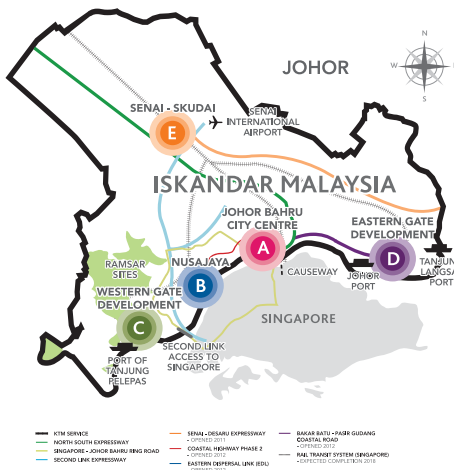 N
W
E
S
JOHOR
SENAI - SKUDAI
SENAI
INTERNATIONAL
AIRPORT
E
ISKANDAR MALAYSIA
JOHOR BAHRU
CITY CENTRE
A
EASTERN GATE
DEVELOPMENT
D
RAMSAR
SITES
NUSAJAYA
B
CAUSEWAY
JOHOR
PORT
TANJUN
LANGSA
PORT
WESTERN GATE
DEVELOPMENT
C
SINGAPORE
PORT OF
TANJUNG
PELEPAS
SECOND LINK
ACCESS TO
SINGAPORE
KTM SERVICE
NORTH SOUTH EXPRESSWAY
SINGAPORE - JOHOR BAHRU RING ROAD
SECOND LINK EXPRESSWAY
SENAI - DESARU EXPRESSWAY
- OPENED 2011
COASTAL HIGHWAY PHASE 2
- OPENED 2012
EASTERN DISPERSAL LINK (EDL)
BAKAR BATU - PASIR GUDANG
COASTAL ROAD
- OPENED 2012
RAIL TRANSIT SYSTEM (SINGAPORE)
- EXPECTED COMPLETION 2018